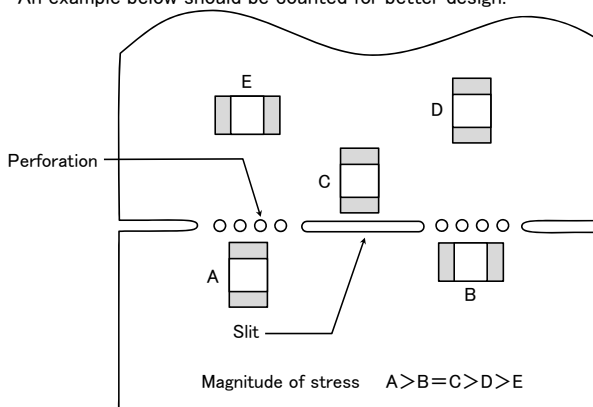 An example below should be counted for better design.
E
D
Perforation
C
A
B
Slit
Magnitude of stress A>B=C>D>E